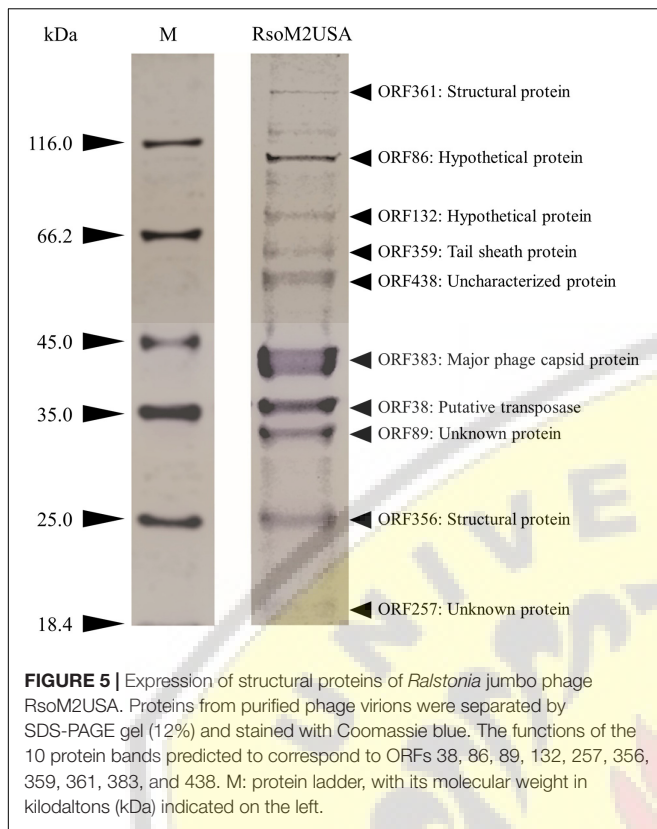 kDa M RsoM2USA
ORF361: Structural protein
116.0
ORF86: Hypothetical protein
ORF132: Hypothetical protein
66.2
ORF359: Tail sheath protein
ORF438: Uncharacterized protein
45.0
ORF383: Major phage capsid protein
35.0 ORF38: Putative transposase
ORF89: Unknown protein
25.0 ORF356: Structural protein
ORF257: Unknown protein
18.4
UNIVE
FIGURE 5 | Expression of structural proteins of Ralstonia jumbo phage
RsoM2USA. Proteins from purified phage virions were separated by
SDS-PAGE gel (12%) and stained with Coomassie blue. The functions of the
10 protein bands predicted to correspond to ORFs 38, 86, 89, 132, 257, 356,
359, 361, 383, and 438. M: protein ladder, with its molecular weight in
kilodaltons (kDa) indicated on the left.